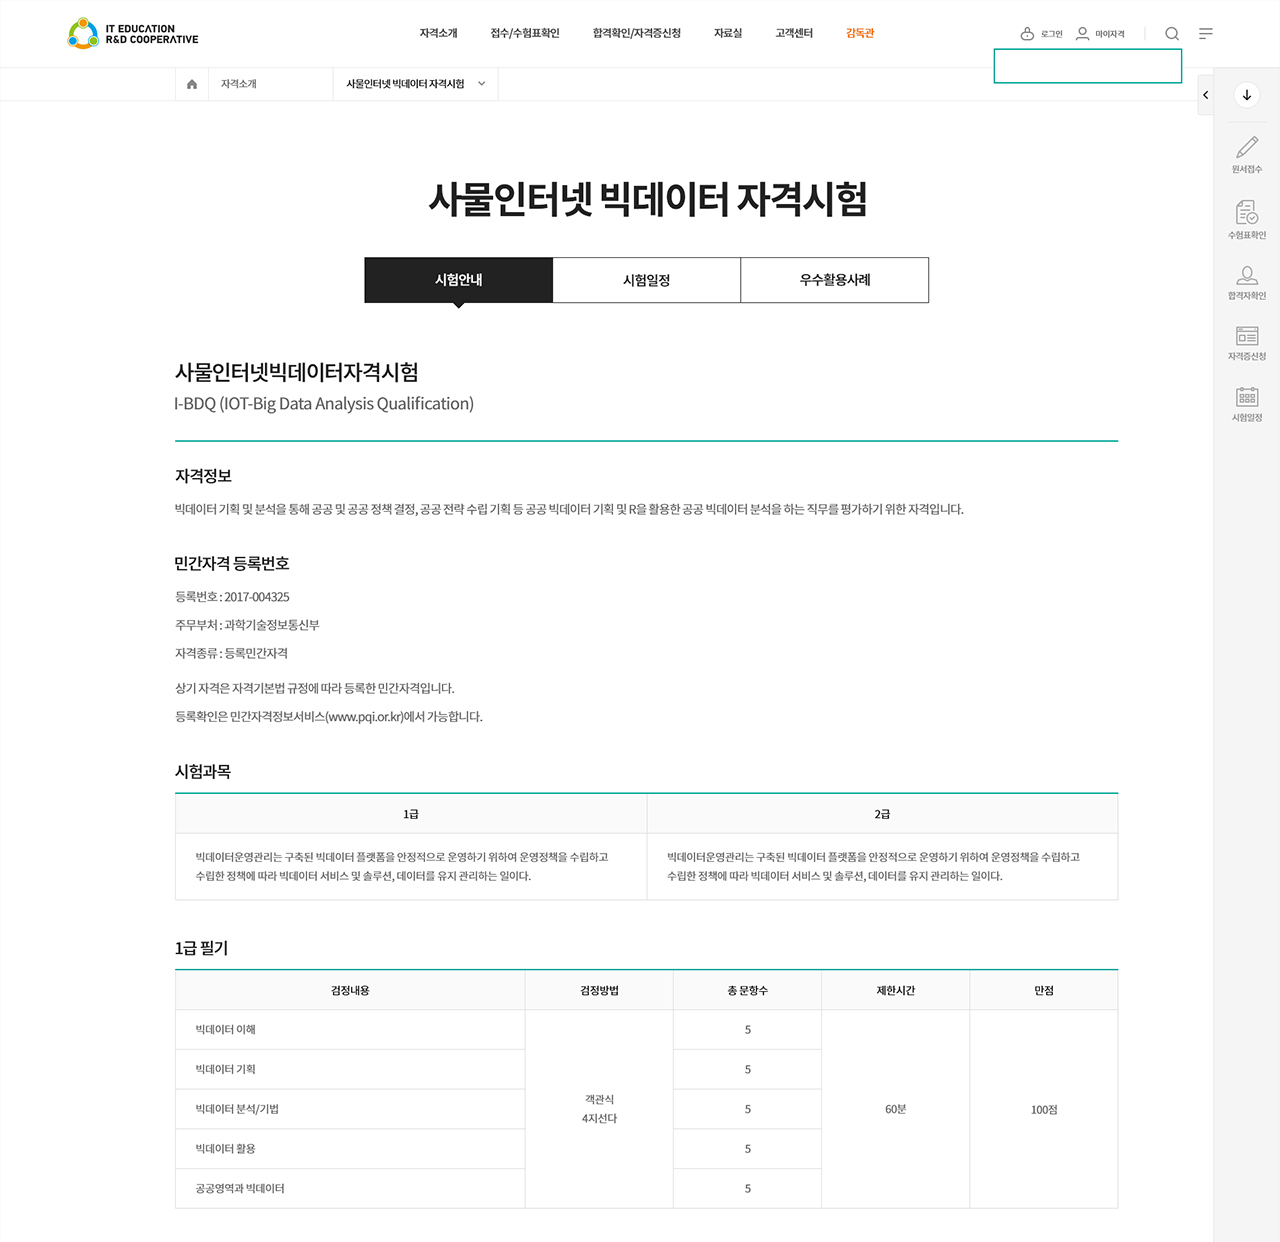 IT EDUCATION
R&D COOPERATIVE
자격소개
접수/수험표확인
합격확인/자격증신청
자료실
고객센터
감독관
로그인
마이자격
자격소개
사물인터넷 빅데이터 자격시험
원서접수
수험표확인
합격자확인
자격증신청
시험일정
사물인터넷 빅데이터 자격시험
시험안내
시험일정
우수활용사례
사물인터넷빅데이터자격시험
I-BDQ (IOT-Big Data Analysis Qualification)
자격정보
빅데이터 기획 및 분석을 통해 공공 및 공공 정책 결정, 공공 전략 수립 기획 등 공공 빅데이터 기획 및 R을 활용한 공공 빅데이터 분석을 하는 직무를 평가하기 위한 자격입니다.
민간자격 등록번호
등록번호 : 2017-004325
주무부처 : 과학기술정보통신부
자격종류 : 등록민간자격
상기 자격은 자격기본법 규정에 따라 등록한 민간자격입니다.
등록확인은 민간자격정보서비스(www.pqi.or.kr)에서 가능합니다.
시험과목
1급
2급
빅데이터운영관리는 구축된 빅데이터 플랫폼을 안정적으로 운영하기 위하여 운영정책을 수립하고
수립한 정책에 따라 빅데이터 서비스 및 솔루션, 데이터를 유지 관리하는 일이다.
빅데이터운영관리는 구축된 빅데이터 플랫폼을 안정적으로 운영하기 위하여 운영정책을 수립하고
수립한 정책에 따라 빅데이터 서비스 및 솔루션, 데이터를 유지 관리하는 일이다.
1급 필기
검정내용
검정방법
총 문항수
제한시간
만점
빅데이터 이해
5
빅데이터 기획
5
빅데이터 분석/기법
객관식
4지선다
5
60분
100점
빅데이터 활용
5
공공영역과 빅데이터
5